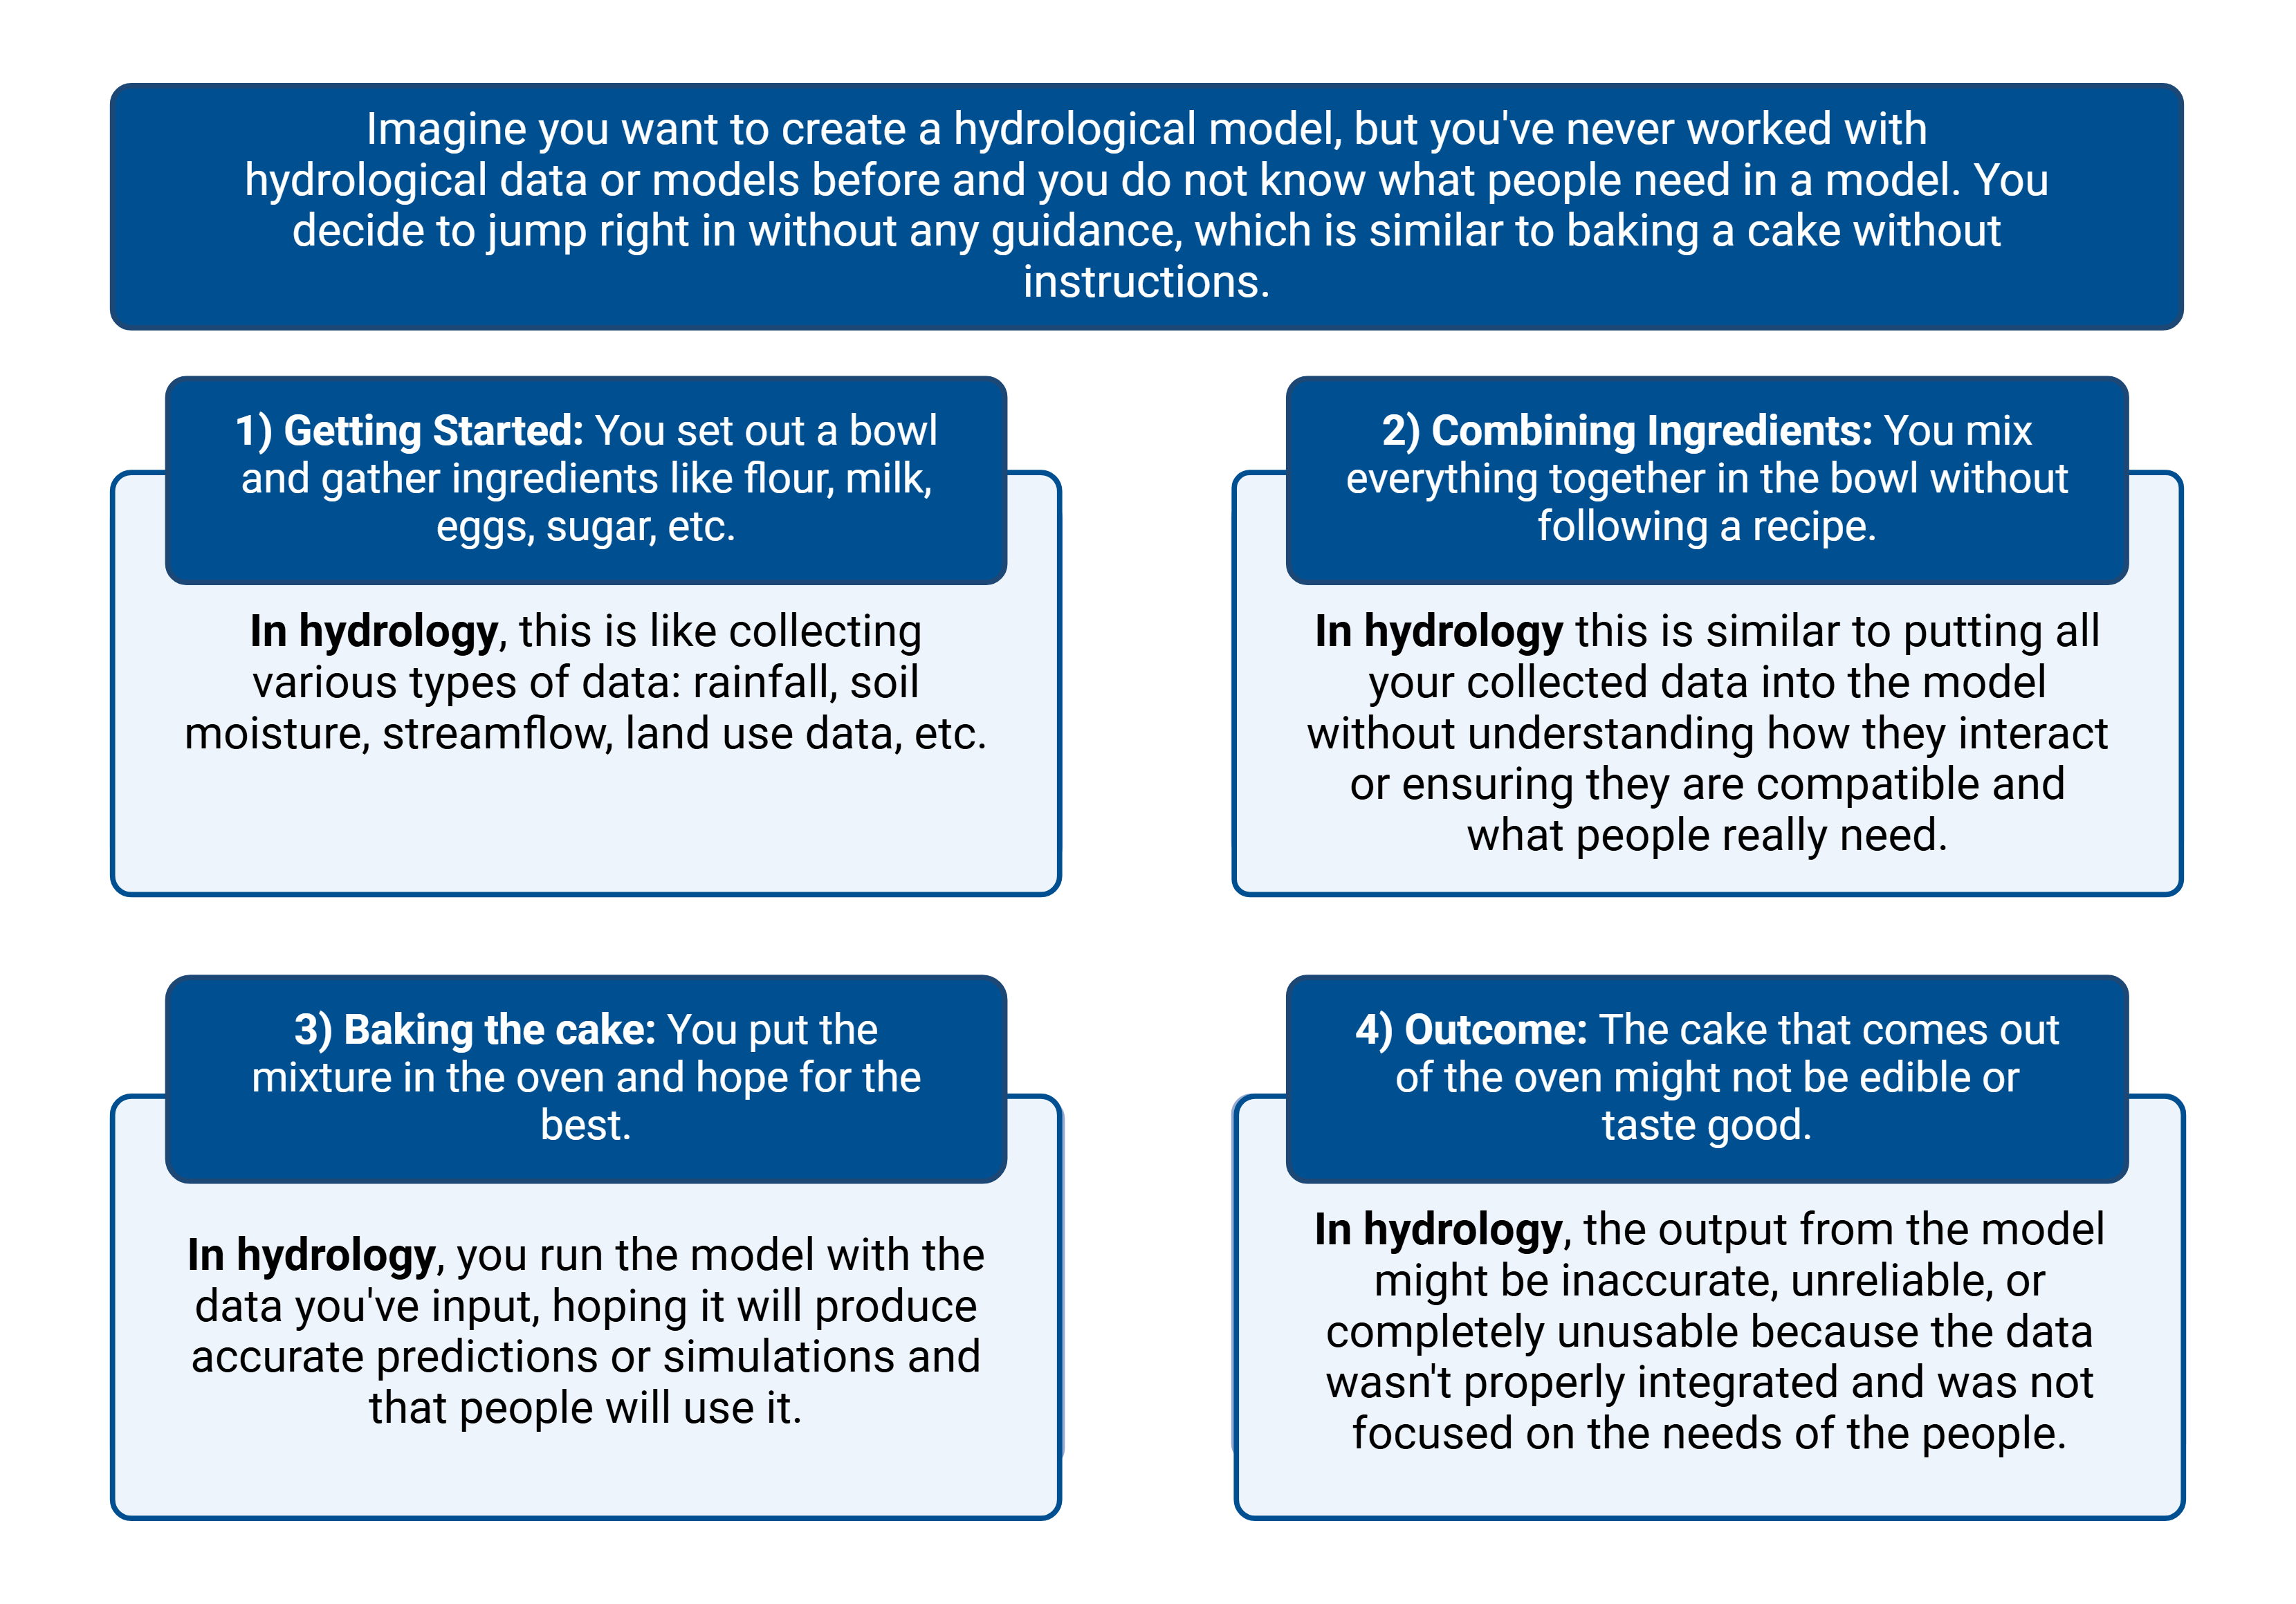 Imagine you want to create a hydrological model, but you've never worked with
hydrological data or models before and you do not know what people need in a model. You
decide to jump right in without any guidance, which is similar to baking a cake without
instructions.
1) Getting Started: You set out a bowl
and gather ingredients like flour, milk,
eggs, sugar, etc.
In hydrology, this is like collecting
various types of data: rainfall, soil
moisture, streamflow, land use data, etc.
2) Combining Ingredients: You mix
everything together in the bowl without
following a recipe.
In hydrology this is similar to putting all
your collected data into the model
without understanding how they interact
or ensuring they are compatible and
what people really need.
3) Baking the cake: You put the
mixture in the oven and hope for the
best.
In hydrology, you run the model with the
data you've input, hoping it will produce
accurate predictions or simulations and
that people will use it.
4) Outcome: The cake that comes out
of the oven might not be edible or
taste good.
In hydrology, the output from the model
might be inaccurate, unreliable, or
completely unusable because the data
wasn't properly integrated and was not
focused on the needs of the people.